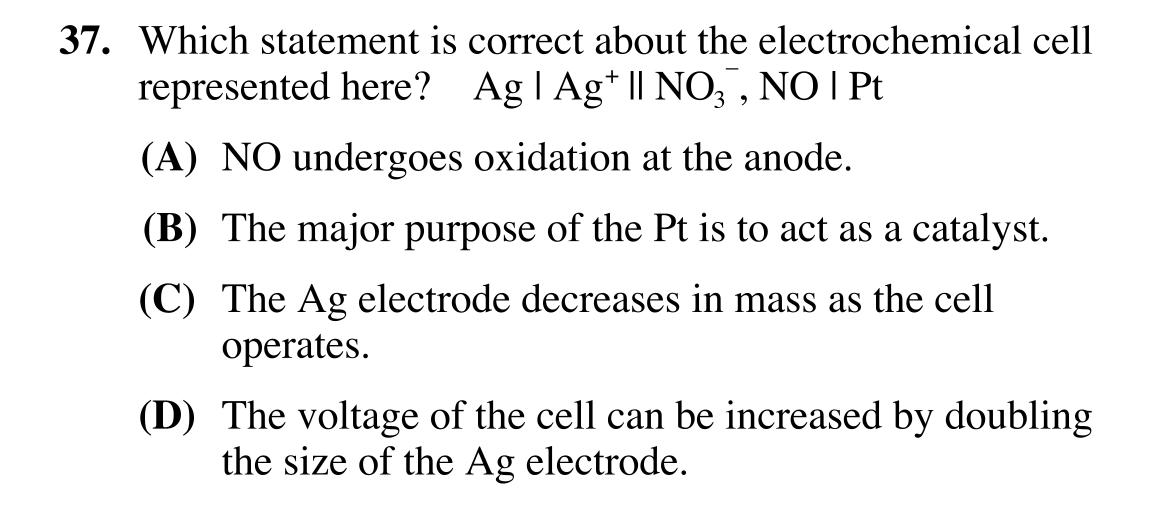 37. Which statement is correct about the electrochemical cell
represented here? Ag | Ag⁺ || NO₃⁻, NO | Pt
(A) NO undergoes oxidation at the anode.
(B) The major purpose of the Pt is to act as a catalyst.
(C) The Ag electrode decreases in mass as the cell
operates.
(D) The voltage of the cell can be increased by doubling
the size of the Ag electrode.